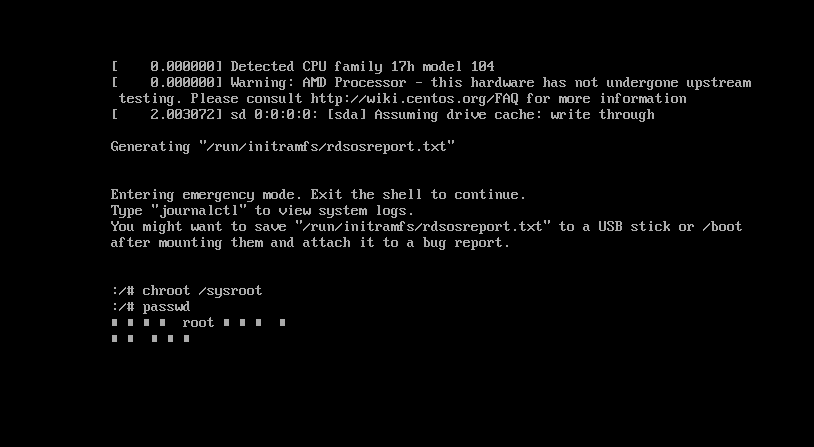 [    0.000000] Detected CPU family 17h model 104
[    0.000000] Warning: AMD Processor - this hardware has not undergone upstream
 testing. Please consult http://wiki.centos.org/FAQ for more information
[    2.003072] sd 0:0:0:0: [sda] Assuming drive cache: write through
Generating "/run/initramfs/rdsosreport.txt"
Entering emergency mode. Exit the shell to continue.
Type "journalctl" to view system logs.
You might want to save "/run/initramfs/rdsosreport.txt" to a USB stick or /boot
after mounting them and attach it to a bug report.
:/# chroot /sysroot
:/# passwd
■ ■ ■ ■  root ■ ■ ■  ■
■ ■  ■ ■ ■